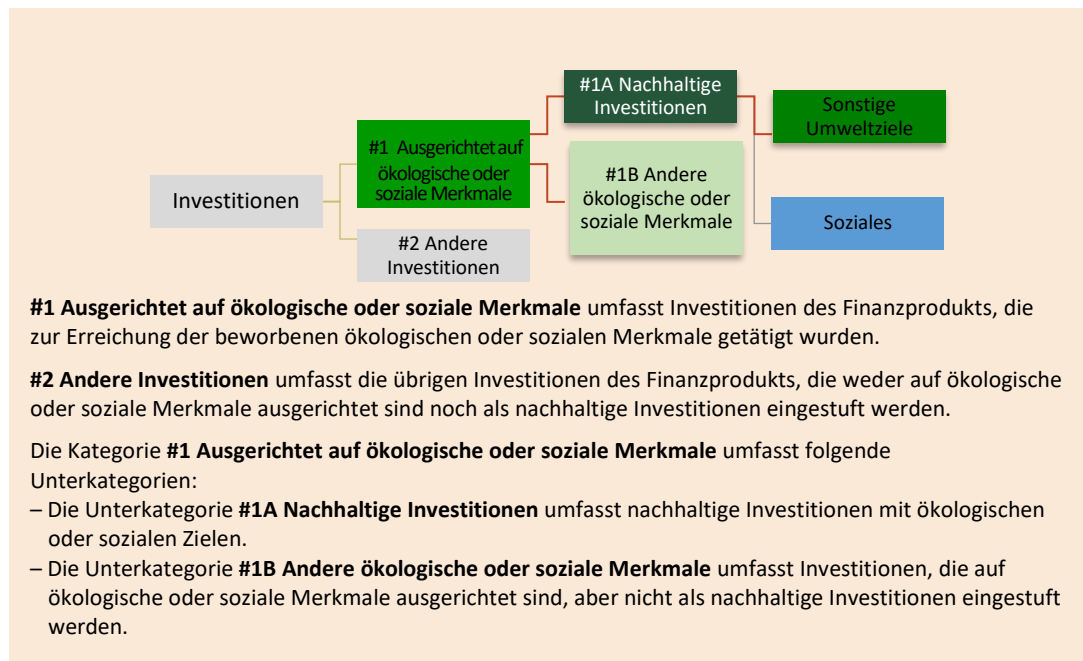 #1A Nachhaltige
Investitionen
Sonstige
Umweltziele
#1 Ausgerichtet auf
ökologische oder
soziale Merkmale
#1B Andere
ökologische oder
soziale Merkmale
Investitionen
Soziales
#2 Andere
Investitionen
#1 Ausgerichtet auf ökologische oder soziale Merkmale umfasst Investitionen des Finanzprodukts, die
zur Erreichung der beworbenen ökologischen oder sozialen Merkmale getätigt wurden.
#2 Andere Investitionen umfasst die übrigen Investitionen des Finanzprodukts, die weder auf ökologische
oder soziale Merkmale ausgerichtet sind noch als nachhaltige Investitionen eingestuft werden.
Die Kategorie #1 Ausgerichtet auf ökologische oder soziale Merkmale umfasst folgende
Unterkategorien:
– Die Unterkategorie #1A Nachhaltige Investitionen umfasst nachhaltige Investitionen mit ökologischen
oder sozialen Zielen.
– Die Unterkategorie #1B Andere ökologische oder soziale Merkmale umfasst Investitionen, die auf
ökologische oder soziale Merkmale ausgerichtet sind, aber nicht als nachhaltige Investitionen eingestuft
werden.